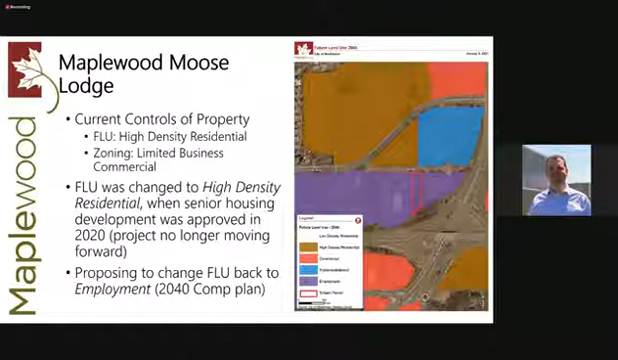 Recording
Maplewood
Maplewood Moose
Lodge
• Current Controls of Property
• FLU: High Density Residential
• Zoning: Limited Business
Commercial
• FLU was changed to High Density
Residential, when senior housing
development was approved in
2020 (project no longer moving
forward)
• Proposing to change FLU back to
Employment (2040 Comp plan)
Future Land Use 2040
City of Maplewood
Legend
Future Land Use - 2040
Low Density Residential
High Density Residential
Commercial
Employment